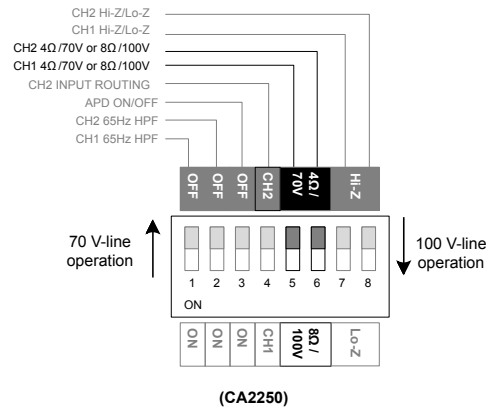 CH2 Hi-Z/Lo-Z
CH1 Hi-Z/Lo-Z
CH2 4Ω/70V or 8Ω/100V
CH1 4Ω/70V or 8Ω/100V
CH2 INPUT ROUTING
APD ON/OFF
CH2 65Hz HPF
CH1 65Hz HPF
OFF OFF OFF CH2 4Ω/ 70V Hi-Z
70 V-line operation
100 V-line operation
1 2 3 4 5 6 7 8
ON
ON ON ON CH1 8Ω/ 100V Lo-Z
(CA2250)